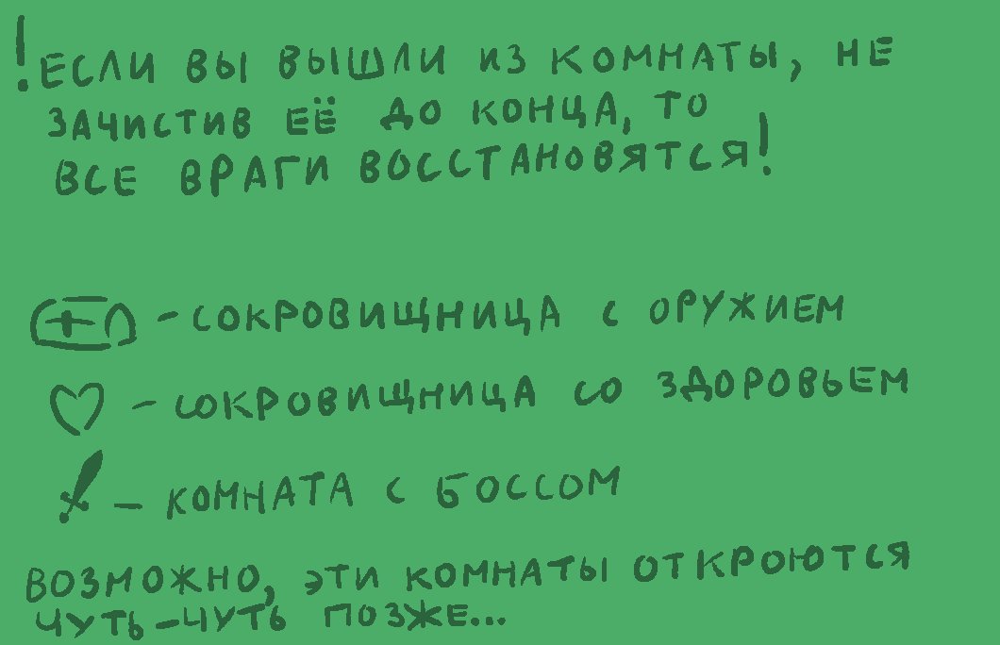 !ЕСЛИ ВЫ ВЫШЛИ ИЗ КОМНАТЫ, НЕ
ЗАЧИСТИВ ЕЁ ДО КОНЦА, ТО
ВСЕ ВРАГИ ВОССТАНОВЯТСЯ!
- СОКРОВИЩНИЦА С ОРУЖИЕМ
- СОКРОВИЩНИЦА СО ЗДОРОВЬЕМ
- КОМНАТА С БОССОМ
ВОЗМОЖНО, ЭТИ КОМНАТЫ ОТКРОЮТСЯ
ЧУТЬ-ЧУТЬ ПОЗЖЕ...